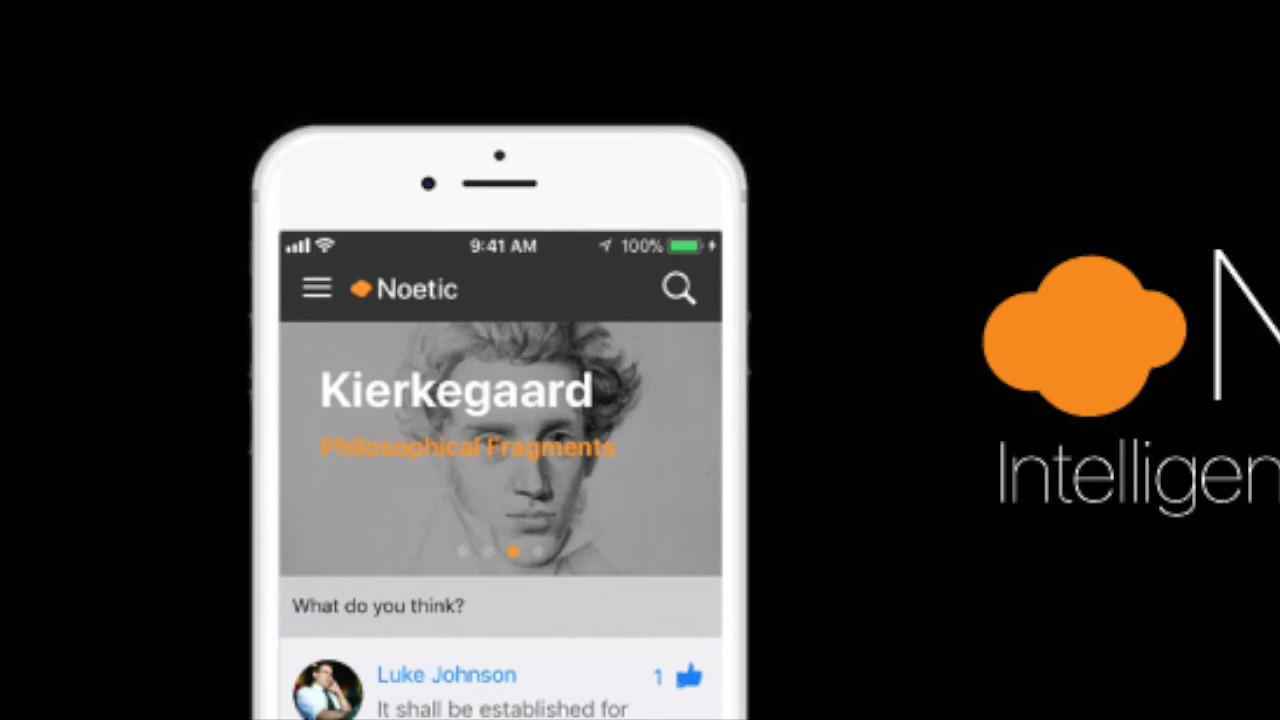 9:41 AM 100%
Noetic
Kierkegaard
Philosophical Fragments
What do you think?
Luke Johnson 1
It shall be established for
N
Intelligen